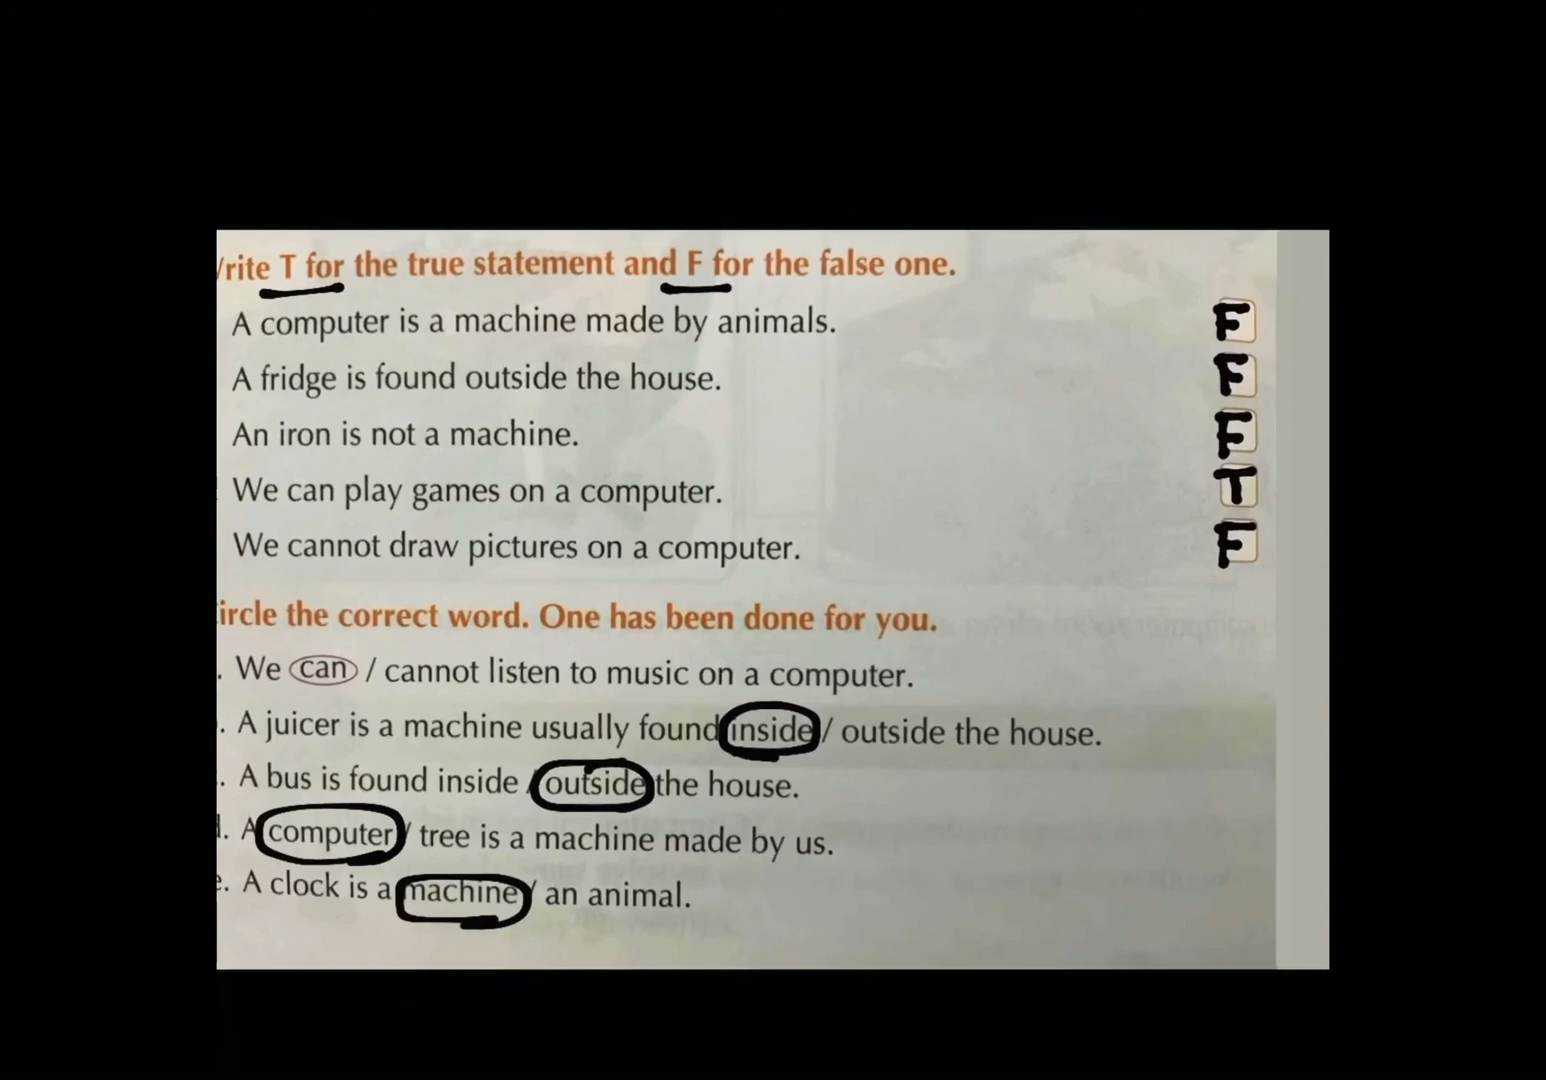 rite T for the true statement and F for the false one.
A computer is a machine made by animals. F
A fridge is found outside the house. F
An iron is not a machine. F
We can play games on a computer. T
We cannot draw pictures on a computer. F
ircle the correct word. One has been done for you.
. We can / cannot listen to music on a computer.
. A juicer is a machine usually found inside / outside the house.
. A bus is found inside / outside the house.
d. A computer / tree is a machine made by us.
e. A clock is a machine / an animal.